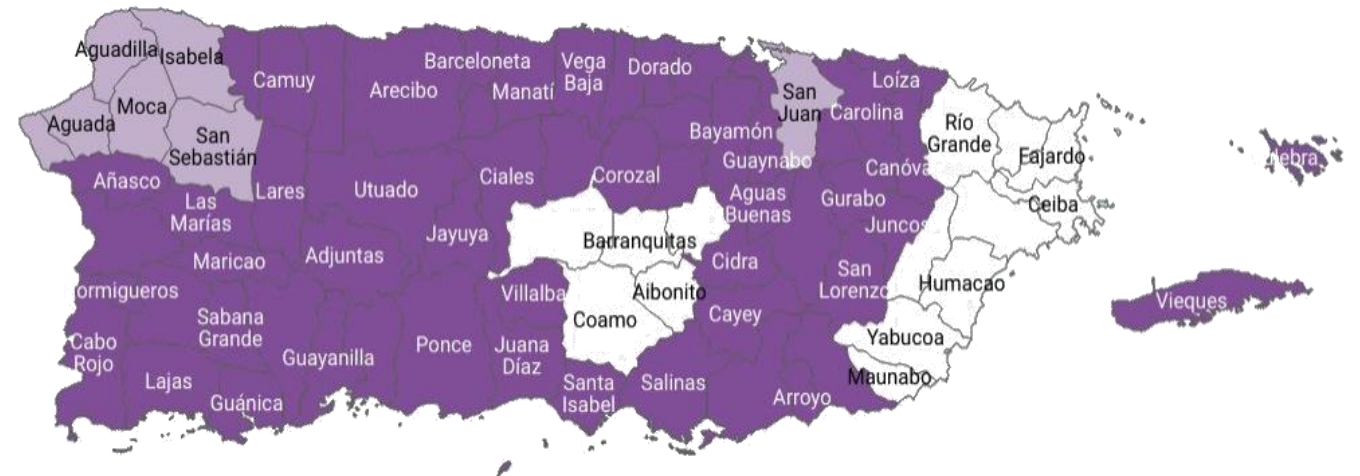 Aguadilla
Isabela
Camuy
Arecibo
Barceloneta
Manatí
Vega
Baja
Dorado
Loíza
Carolina
San
Juan
Moca
Aguada
San
Sebastián
Bayamón
Guaynabo
Río
Grande
Fajardo
Ceiba
Añasco
Las
Marías
Lares
Utuado
Ciales
Corozal
Aguas
Buenas
Gurabo
Juncos
Jayuya
Barranquitas
Maricao
Adjuntas
Cidra
San
Lorenzo
Humacao
Villalba
Aibonito
Vieques
Sabana
Grande
Coamo
Cayey
Yabucoa
Cabo
Rojo
Guayanilla
Ponce
Juana
Díaz
Maunabo
Lajas
Guánica
Santa
Isabel
Salinas
Arroyo
ormigueros
Canóva
lebra